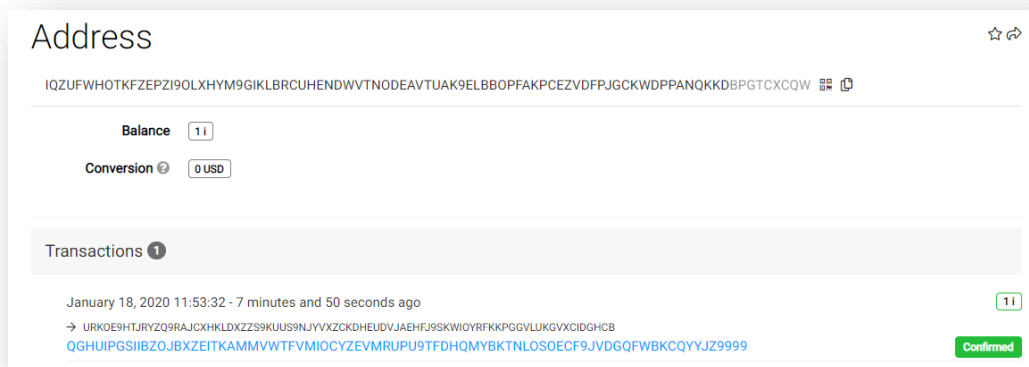 Address
IQZUFWHOTKFZEPZI9OLXHYM9GIKLBRCUHENDWVTNODEAVTUAK9ELBBOPFAKPCEZVDFPJGCKWDPPANQKKDBPGTCXCQW
Balance 1 i
Conversion ? 0 USD
Transactions 1
January 18, 2020 11:53:32 - 7 minutes and 50 seconds ago 1 i
→ URKOE9HTJRYZQ9RAJCXHKLDXZZS9KUUS9NJYVXZCKDHEUDVJAEHFJ9SKWIOYRFKKPGGVLUKGVXCIDGHCB
QGHUIPGSIIBZOJBXZEITKAMMVWTFVMIOCYZEVMRUPU9TFDHQMYBKTNLOSOECF9JVDGQFWBKCQYYJZ9999 Confirmed